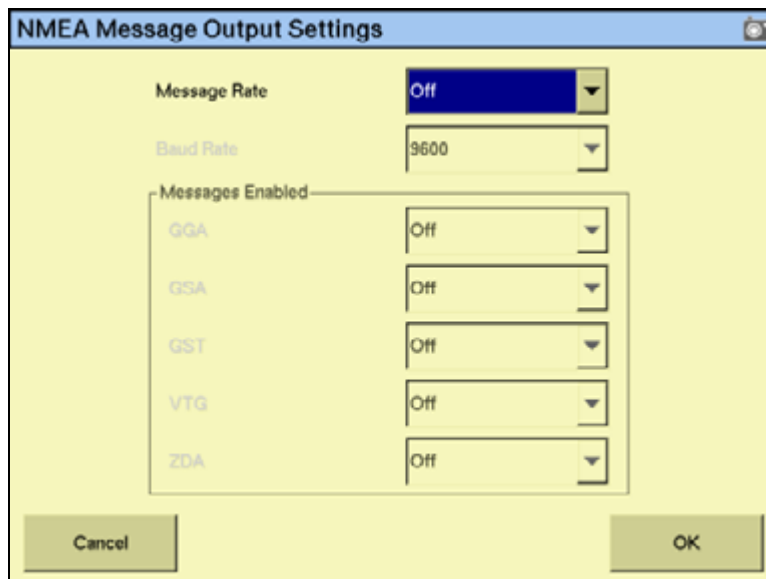 NMEA Message Output Settings
Message Rate Off
Baud Rate 9600
Messages Enabled
GGA Off
GSA Off
GST Off
VTG Off
ZDA Off
Cancel OK